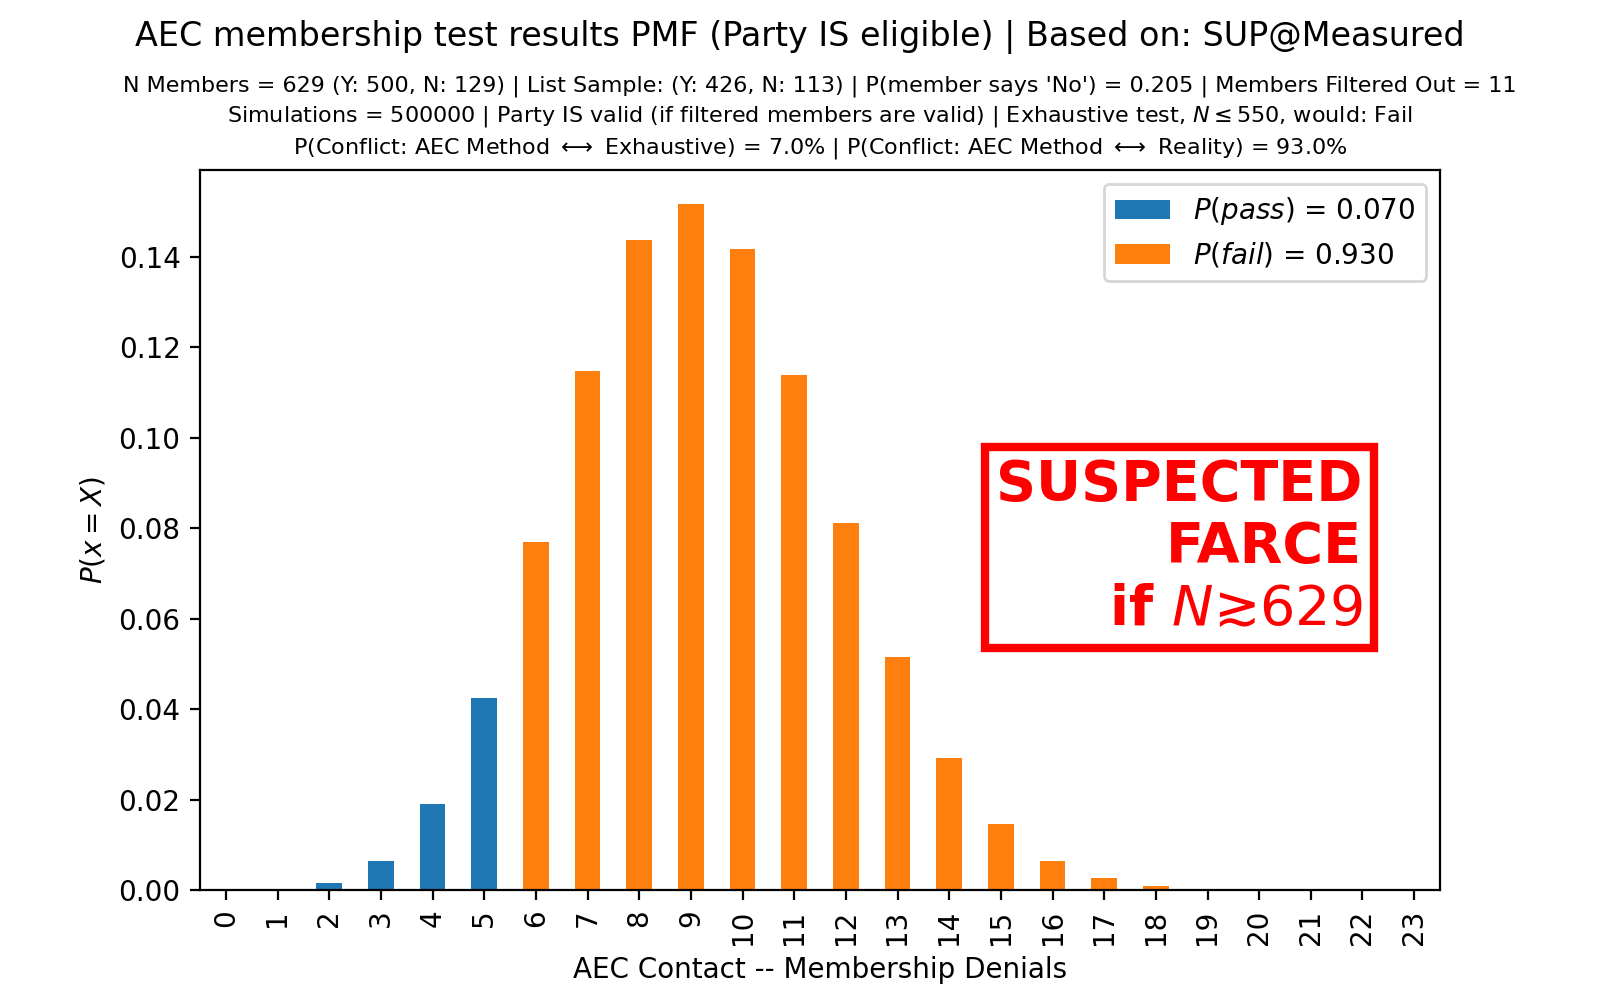 AEC membership test results PMF (Party IS eligible) | Based on: SUP@Measured
N Members = 629 (Y: 500, N: 129) | List Sample: (Y: 426, N: 113) | P(member says 'No') = 0.205 | Members Filtered Out = 11
Simulations = 500000 | Party IS valid (if filtered members are valid) | Exhaustive test, N ≤ 550, would: Fail
P(Conflict: AEC Method ⟷ Exhaustive) = 7.0% | P(Conflict: AEC Method ⟷ Reality) = 93.0%
P(pass) = 0.070
P(fail) = 0.930
0.14
0.12
0.10
0.08
0.06
0.04
0.02
0.00
P(x = X)
SUSPECTED
FARCE
if N≳629
0 1 2 3 4 5 6 7 8 9 10 11 12 13 14 15 16 17 18 19 20 21 22 23
AEC Contact -- Membership Denials